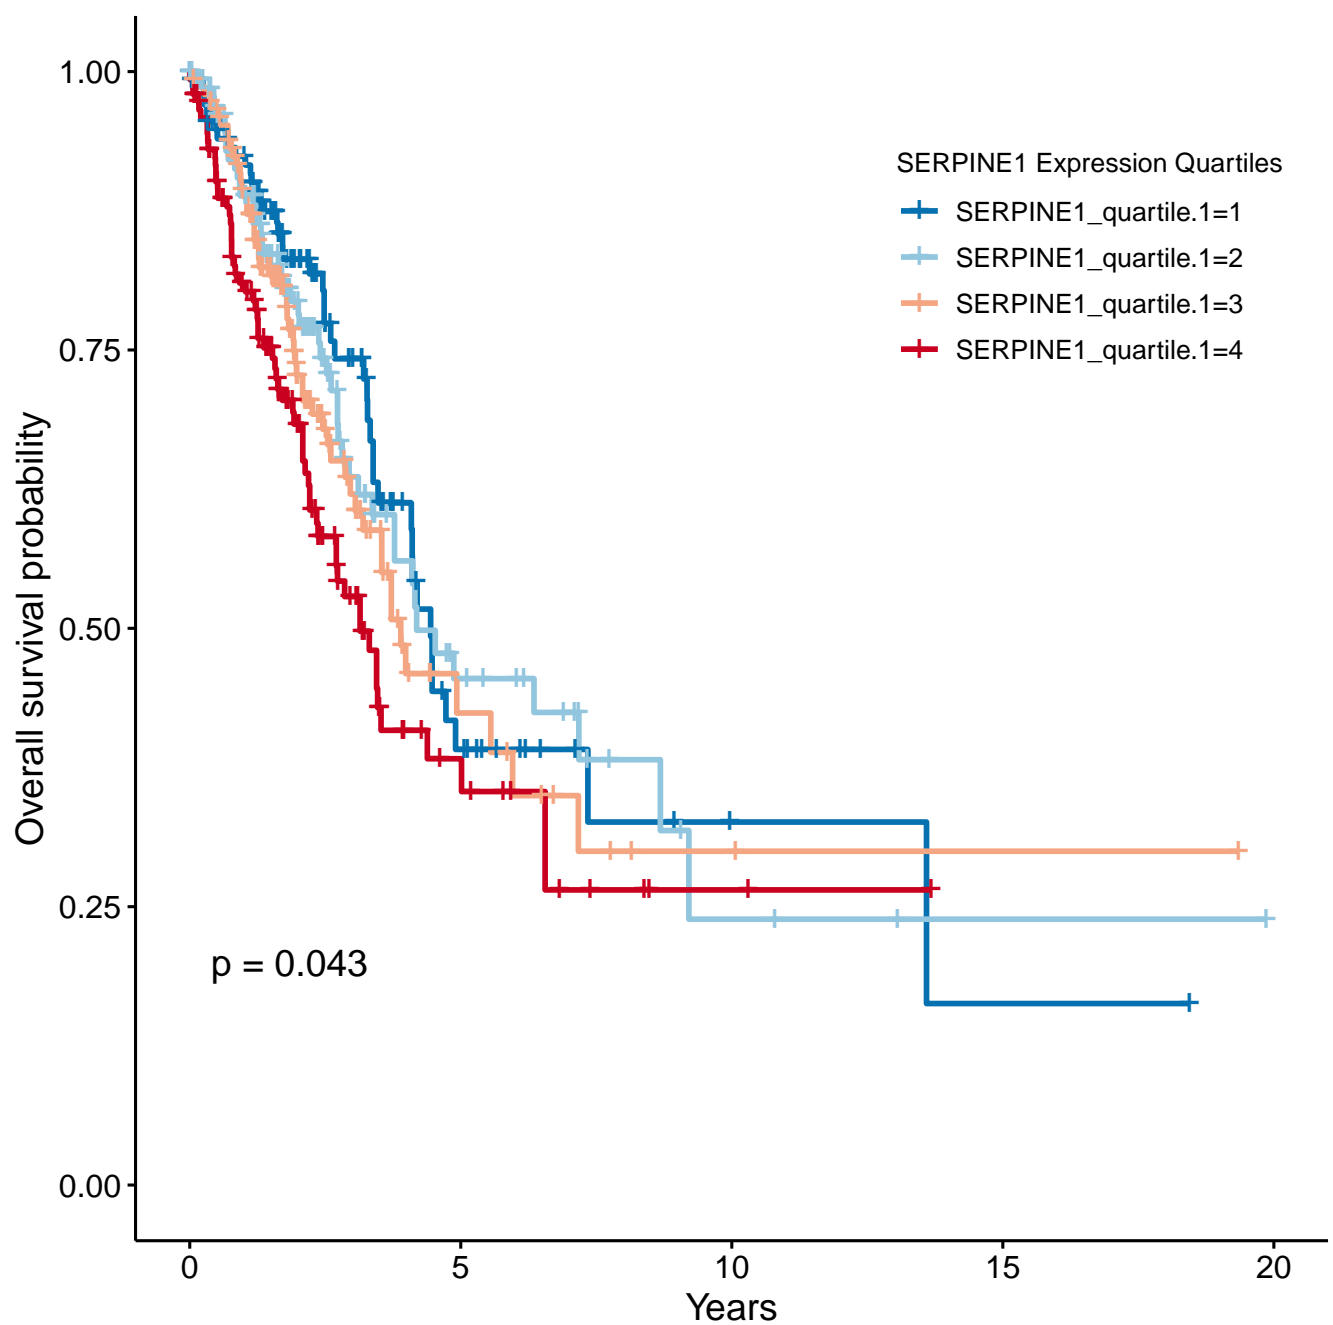 1.00
0.75
0.50
0.25
0.00
Overall survival probability
SERPINE1 Expression Quartiles
SERPINE1_quartile.1=1
SERPINE1_quartile.1=2
SERPINE1_quartile.1=3
SERPINE1_quartile.1=4
p = 0.043
0 5 10 15 20
Years